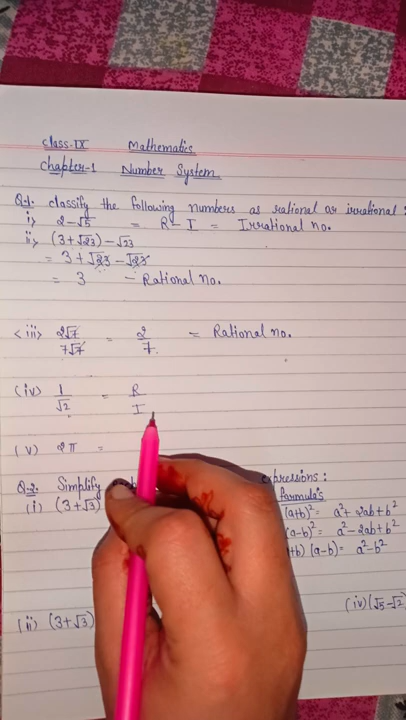 Class-IX Mathematics
Chapter-1 Number System
Q-1. Classify the following numbers as rational or irrational:
i) 2-√5 = R-I = Irrational no.
ii) (3+√23)-√23
= 3+√23-√23
= 3 - Rational no.
(iii) 2√7/7√7 = 2/7 = Rational no.
(iv) 1/√2 = R/I
(V) 2π =
Q-2: Simplify expressions:
(i) (3+√3)
formula's
(a+b)²= a²+2ab+b²
(a-b)²= a²-2ab+b²
+b) (a-b)= a²-b²
(ii) (3+√3)
(iv)(√5-√2)